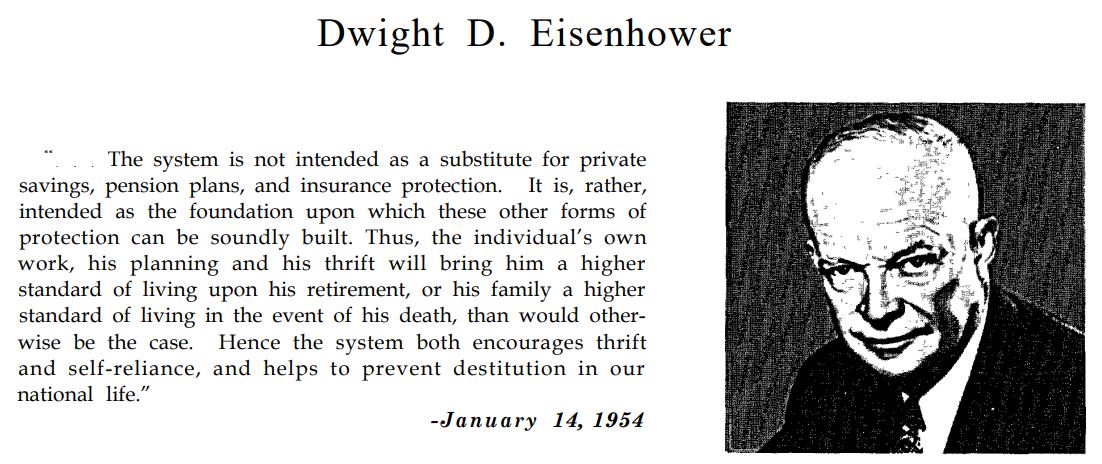 Dwight D. Eisenhower
“. . . The system is not intended as a substitute for private
savings, pension plans, and insurance protection. It is, rather,
intended as the foundation upon which these other forms of
protection can be soundly built. Thus, the individual’s own
work, his planning and his thrift will bring him a higher
standard of living upon his retirement, or his family a higher
standard of living in the event of his death, than would other-
wise be the case. Hence the system both encourages thrift
and self-reliance, and helps to prevent destitution in our
national life.”
-January 14, 1954